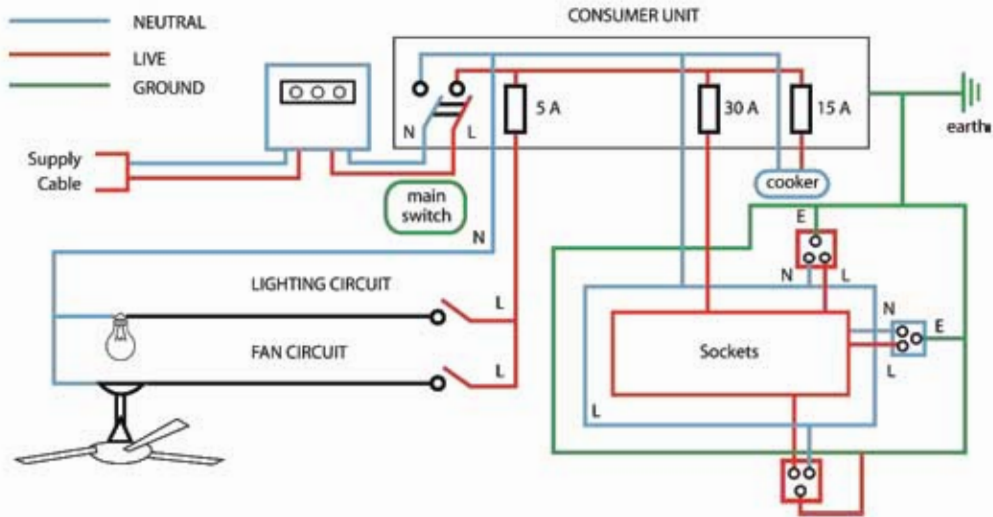 CONSUMER UNIT
NEUTRAL
LIVE
GROUND
5 A
30 A
15 A
N
L
earth
Supply
Cable
main
switch
cooker
N
E
N
L
LIGHTING CIRCUIT
L
N
E
FAN CIRCUIT
L
Sockets
L
L